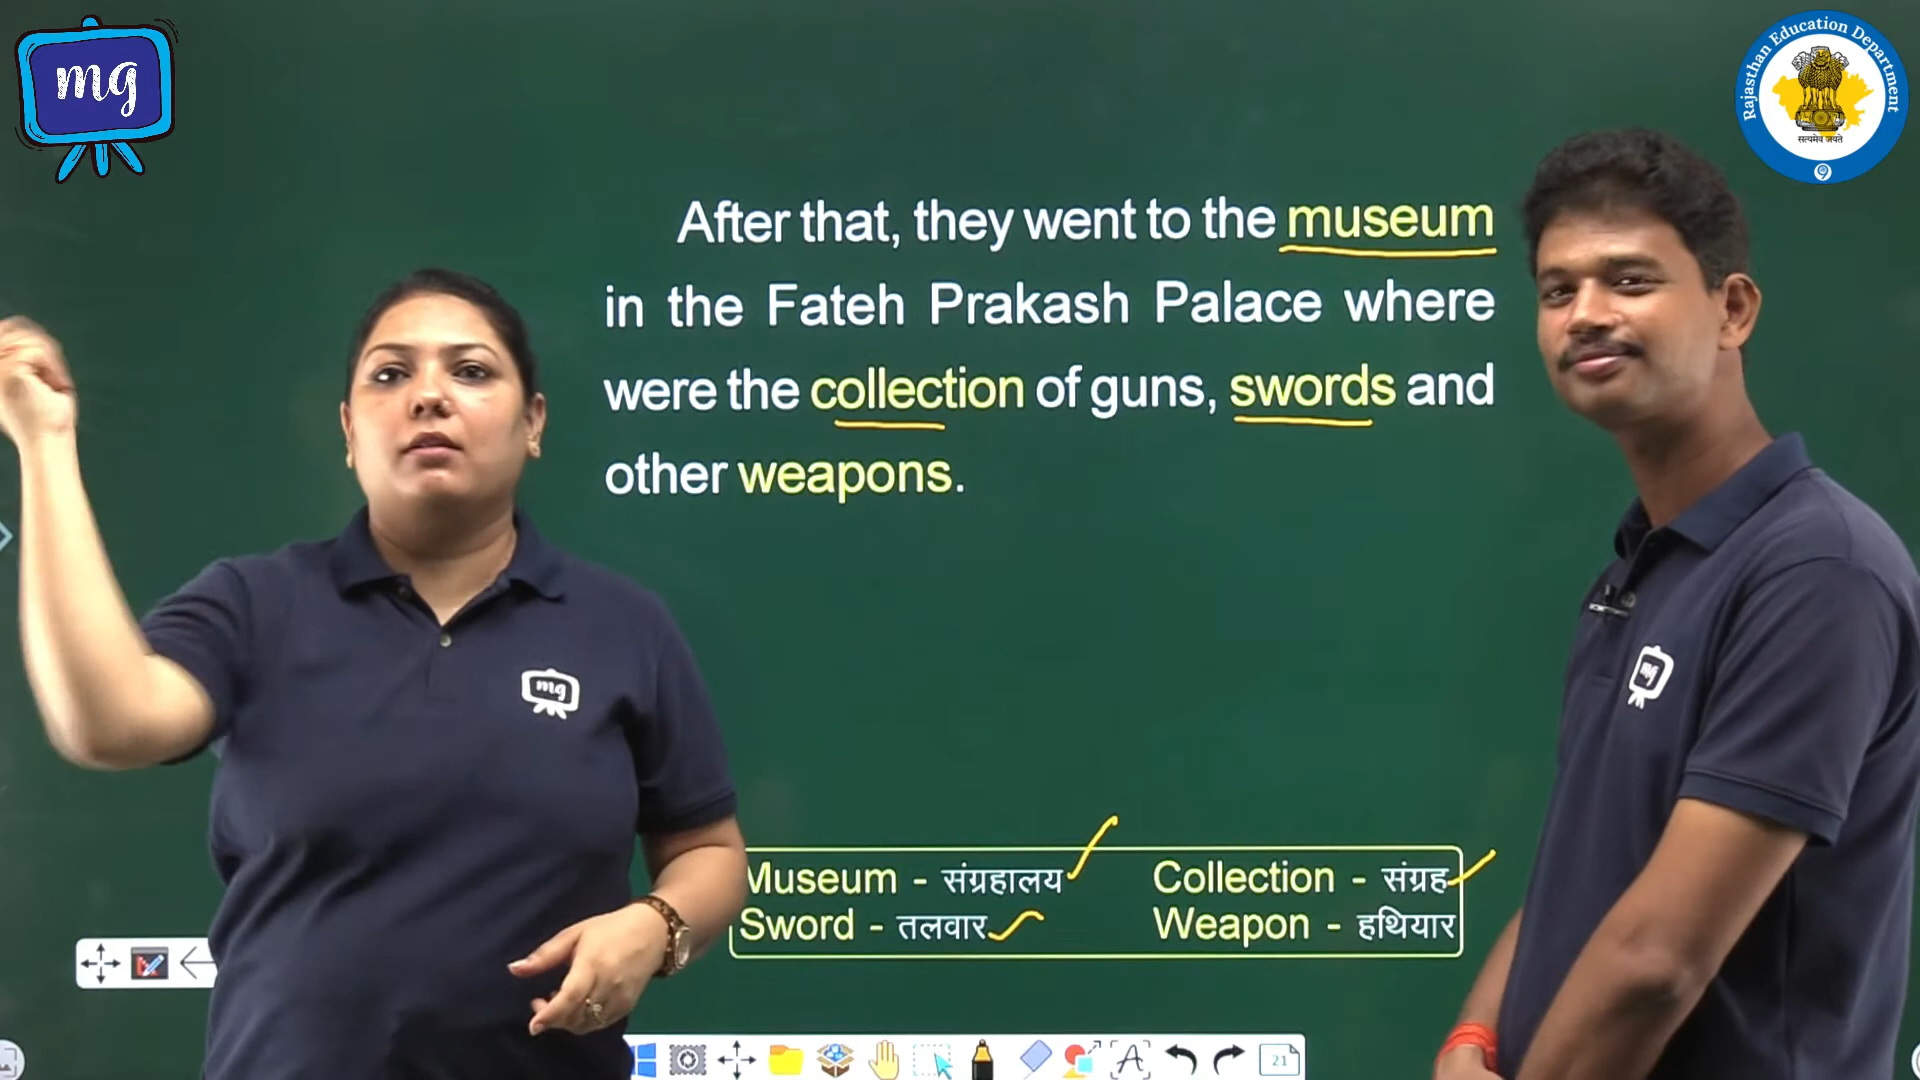 mg
Rajasthan Education Department
सत्यमेव जयते
After that, they went to the museum
in the Fateh Prakash Palace where
were the collection of guns, swords and
other weapons.
mg
mg
Museum - संग्रहालय
Collection - संग्रह
Sword - तलवार
Weapon - हथियार
A
21